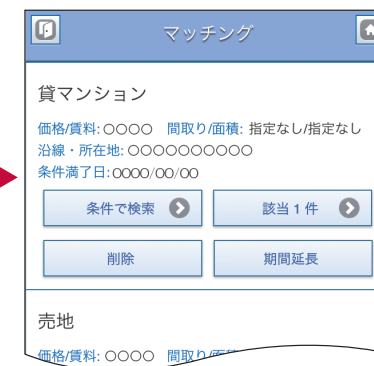 マッチング
貸マンション
価格/賃料: ○○○○ 間取り/面積: 指定なし/指定なし
沿線・所在地: ○○○○○○○○○○
条件満了日: ○○○○/○○/○○
条件で検索 該当 1 件
削除 期間延長
売地
価格/賃料: ○○○○ 間取り/面積